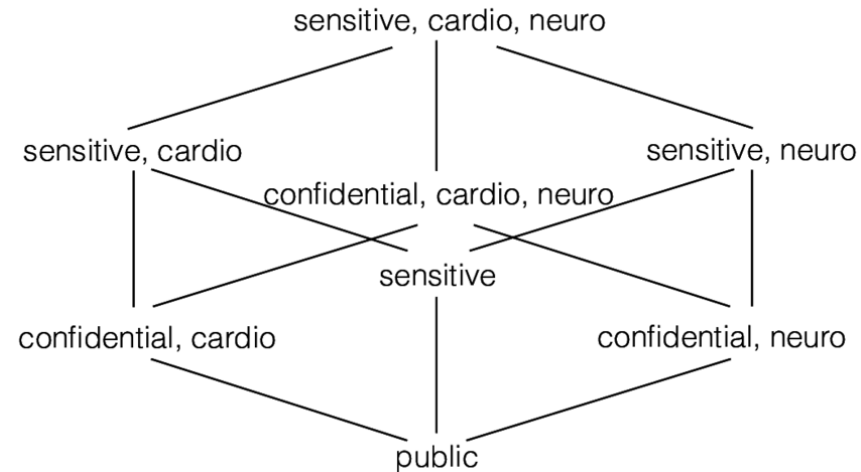 sensitive, cardio, neuro
sensitive, cardio
sensitive, neuro
confidential, cardio, neuro
sensitive
confidential, cardio
confidential, neuro
public